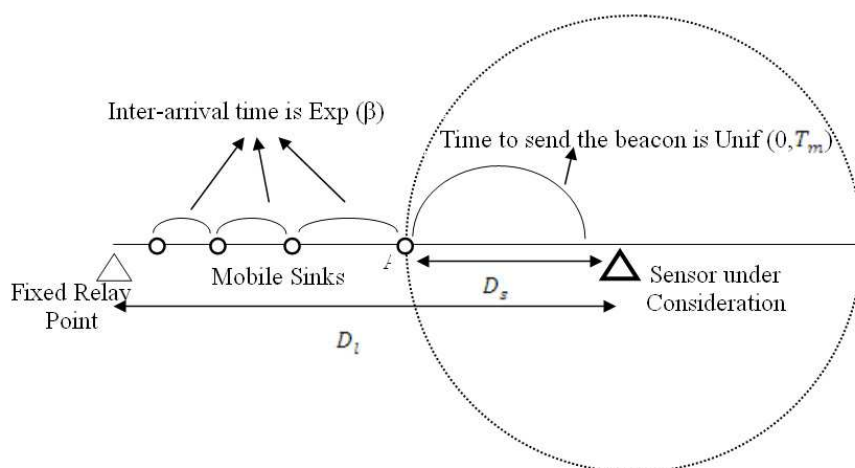 Inter-arrival time is Exp (β)
Time to send the beacon is Unif (0,T_m)
Mobile Sinks
D_s
Sensor under
Consideration
Fixed Relay
Point
D_l